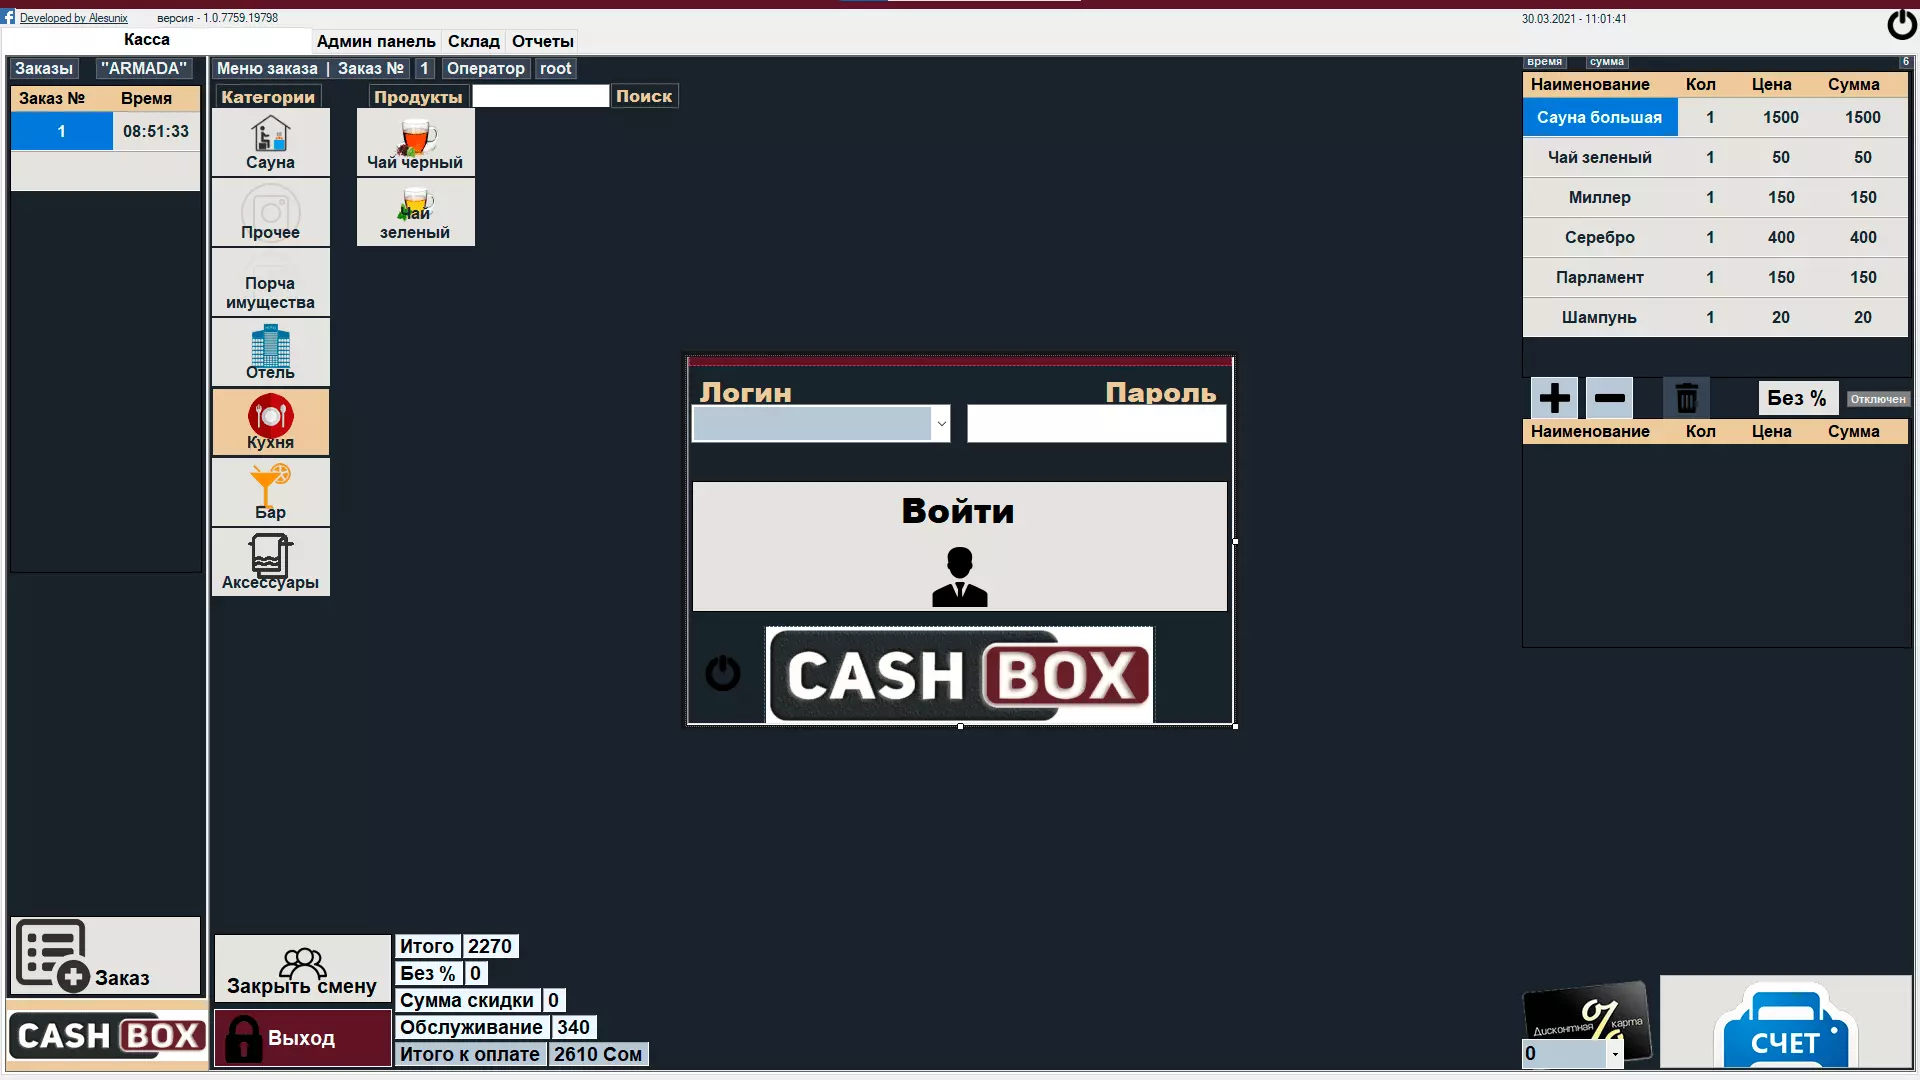 Developed by Alesunix версия - 1.0.7759.19798 30.03.2021 - 11:01:41
Касса Админ панель Склад Отчеты
Заказы "ARMADA" Меню заказа | Заказ № 1 Оператор root время сумма 6
Заказ № Время
1 08:51:33
Категории Продукты Поиск
Сауна
Прочее
Порча
имущества
Отель
Кухня
Бар
Аксессуары
Чай черный
Чай
зеленый
Логин Пароль
Войти
CASH BOX
Наименование Кол Цена Сумма
Сауна большая 1 1500 1500
Чай зеленый 1 50 50
Миллер 1 150 150
Серебро 1 400 400
Парламент 1 150 150
Шампунь 1 20 20
Без % Отключен
Наименование Кол Цена Сумма
Заказ
CASH BOX
Закрыть смену
Выход
Итого 2270
Без % 0
Сумма скидки 0
Обслуживание 340
Итого к оплате 2610 Сом
% Дисконтная карта
0
СЧЕТ